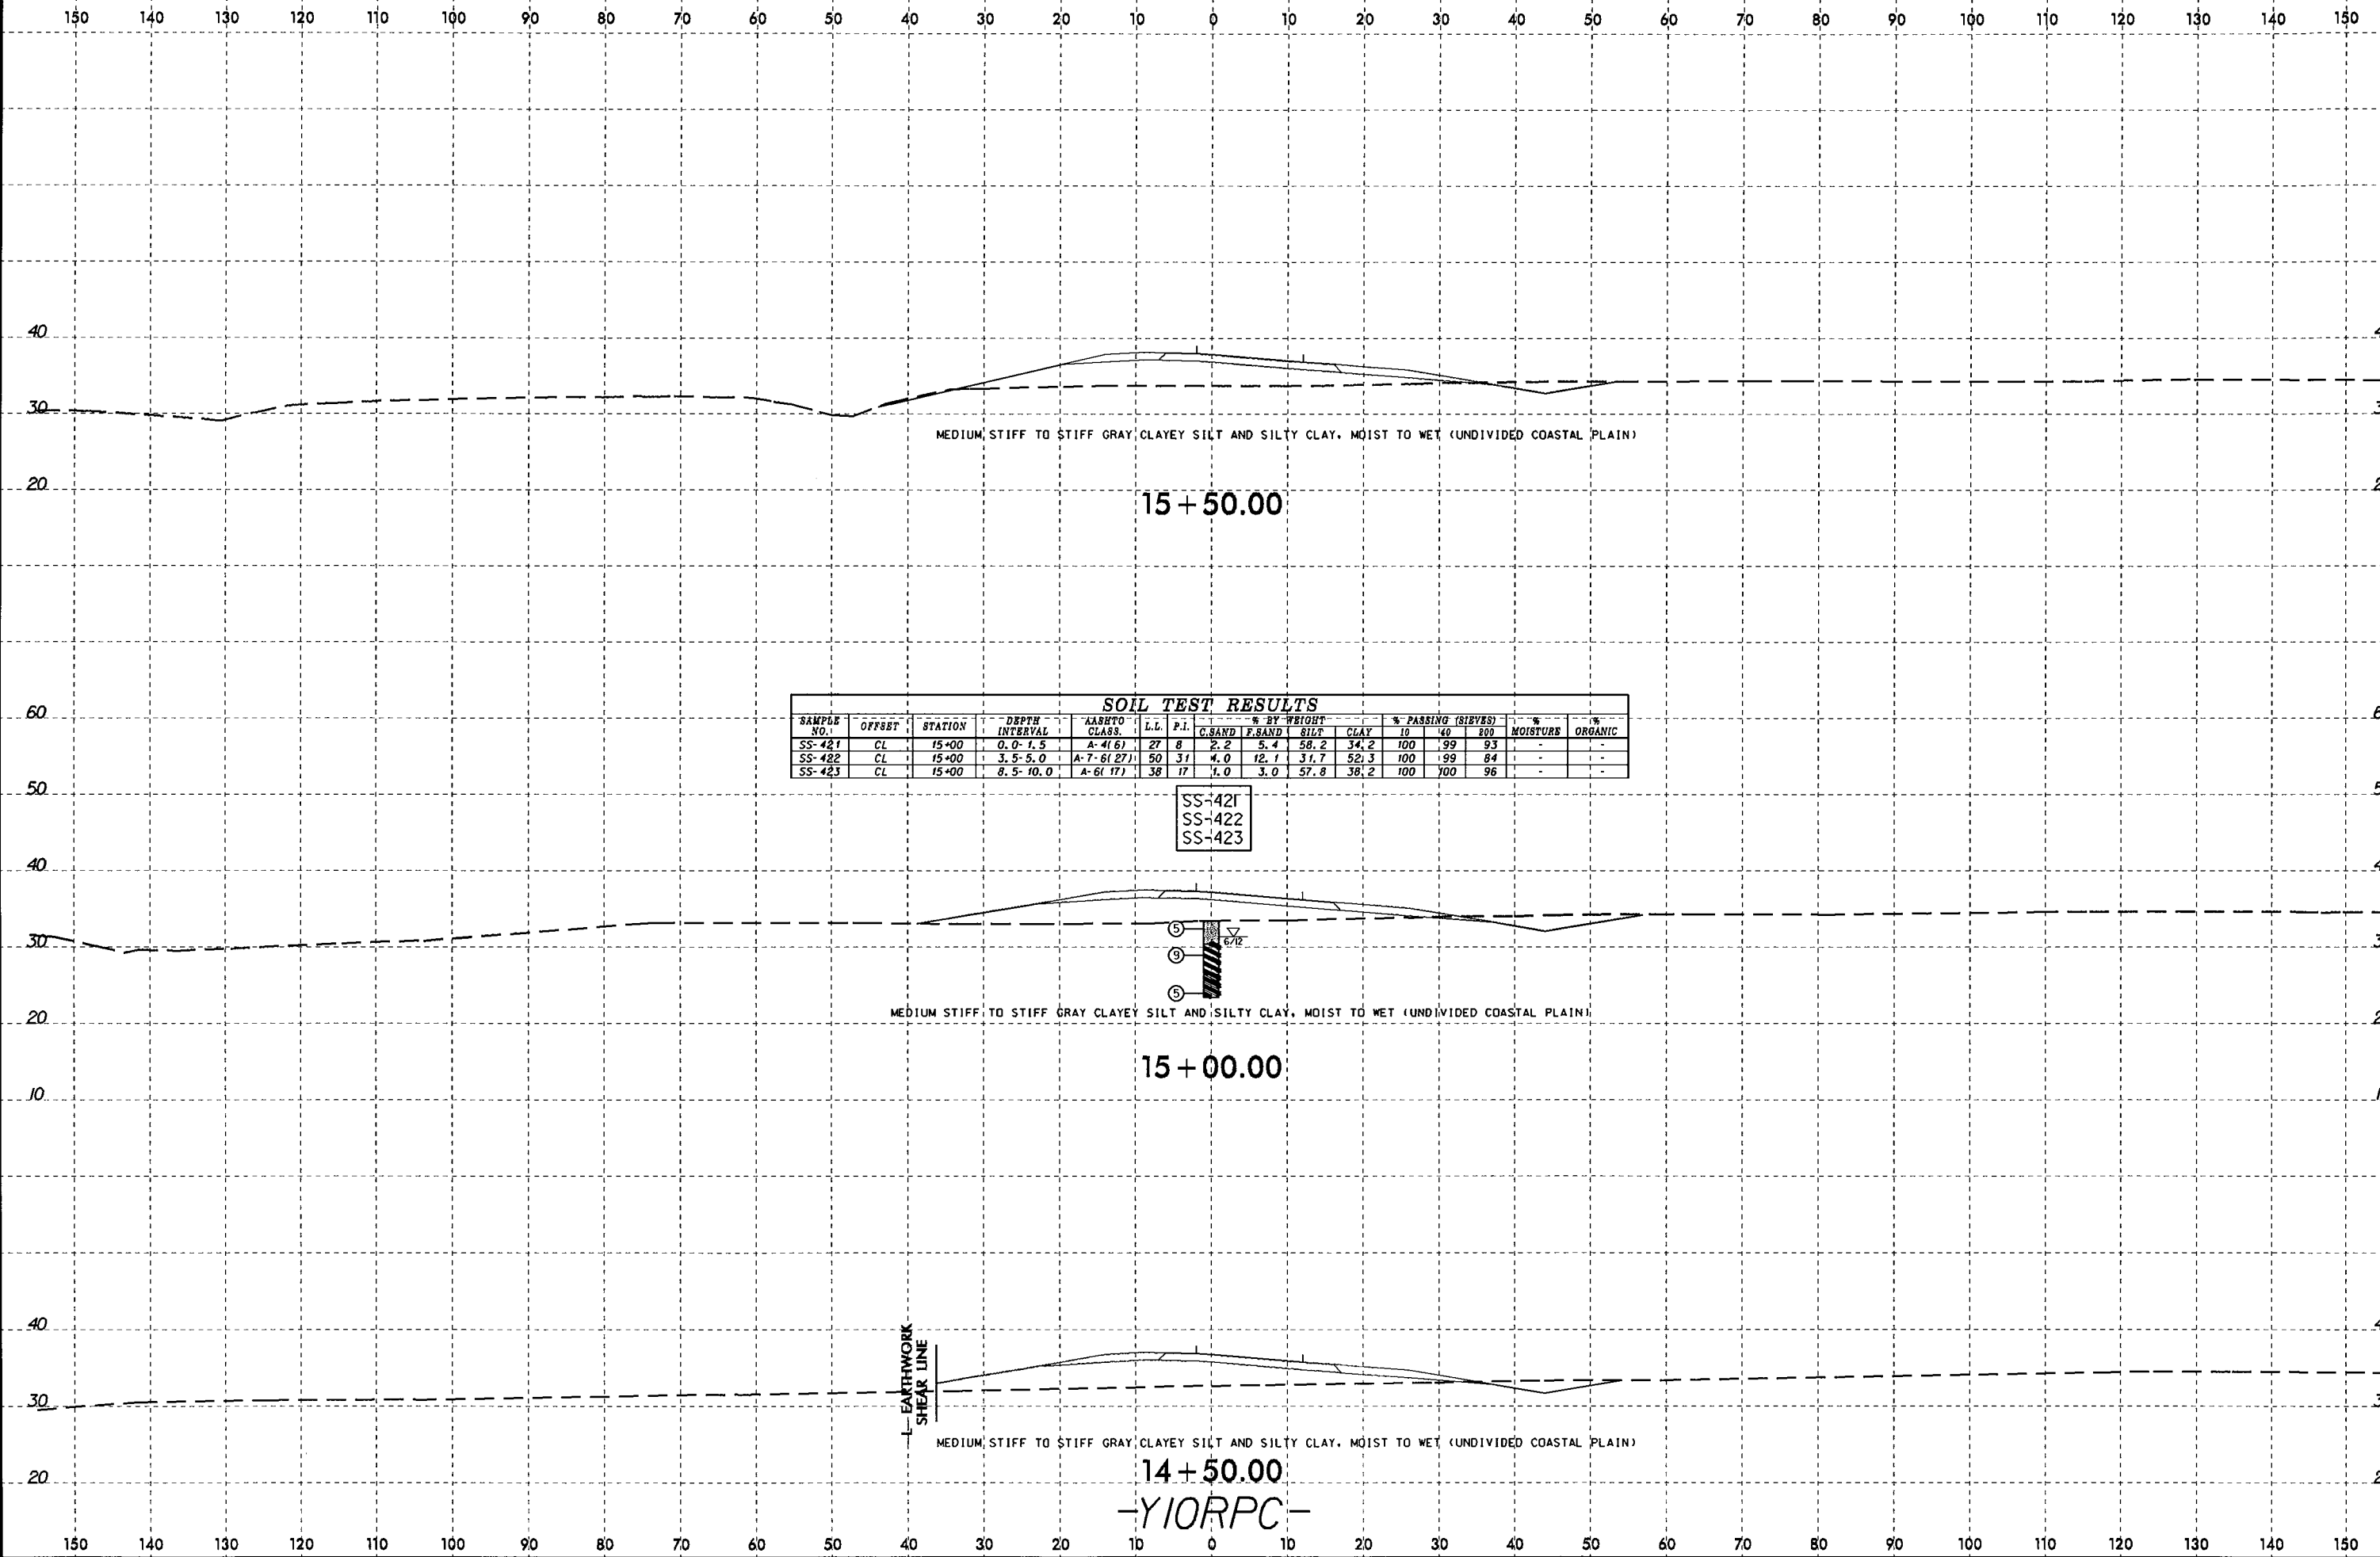 150 140 130 120 110 100 90 80 70 60 50 40 30 20 10 0 10 20 30 40 50 60 70 80 90 100 110 120 130 140 150
40
30
MEDIUM STIFF TO STIFF GRAY CLAYEY SILT AND SILTY CLAY, MOIST TO WET (UNDIVIDED COASTAL PLAIN)
20
15+50.00
SOIL TEST RESULTS
60
SAMPLE NO. OFFSET STATION DEPTH INTERVAL AASHTO CLASS. L.L. P.I. % BY WEIGHT C.SAND F.SAND SILT CLAY % PASSING (SIEVES) 10 40 200 % MOISTURE % ORGANIC
SS-421 CL 15+00 0.0-1.5 A-4(6) 27 8 2.2 5.4 58.2 34.2 100 99 93 - -
SS-422 CL 15+00 3.5-5.0 A-7-6(27) 50 31 4.0 12.1 31.7 52.3 100 99 84 - -
SS-423 CL 15+00 8.5-10.0 A-6(17) 38 17 1.0 3.0 57.8 38.2 100 100 96 - -
50
SS-421
SS-422
SS-423
40
5
6/12
30
9
5
MEDIUM STIFF TO STIFF GRAY CLAYEY SILT AND SILTY CLAY, MOIST TO WET (UNDIVIDED COASTAL PLAIN)
20
15+00.00
10
40
-L- EARTHWORK
SHEAR LINE
30
MEDIUM STIFF TO STIFF GRAY CLAYEY SILT AND SILTY CLAY, MOIST TO WET (UNDIVIDED COASTAL PLAIN)
20
14+50.00
-Y10RPC-
150 140 130 120 110 100 90 80 70 60 50 40 30 20 10 0 10 20 30 40 50 60 70 80 90 100 110 120 130 140 150